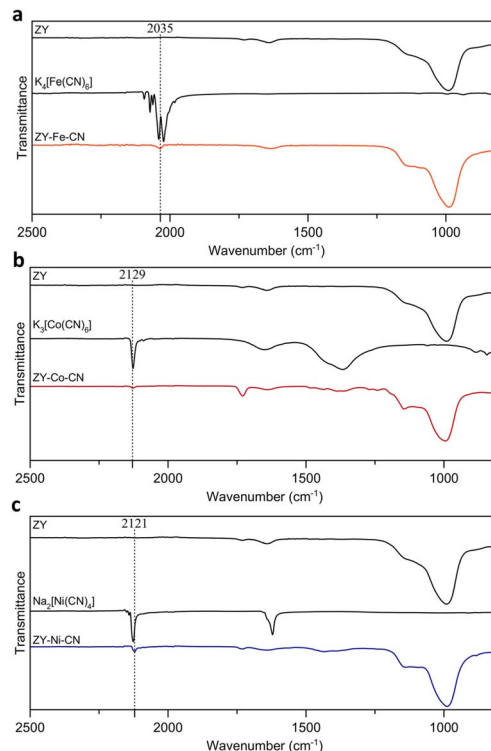 a
2035
ZY
K₄[Fe(CN)₆]
ZY-Fe-CN
Transmittance
2500 2000 1500 1000
Wavenumber (cm⁻¹)
b
2129
ZY
K₃[Co(CN)₆]
ZY-Co-CN
Transmittance
2500 2000 1500 1000
Wavenumber (cm⁻¹)
c
2121
ZY
Na₂[Ni(CN)₄]
ZY-Ni-CN
Transmittance
2500 2000 1500 1000
Wavenumber (cm⁻¹)